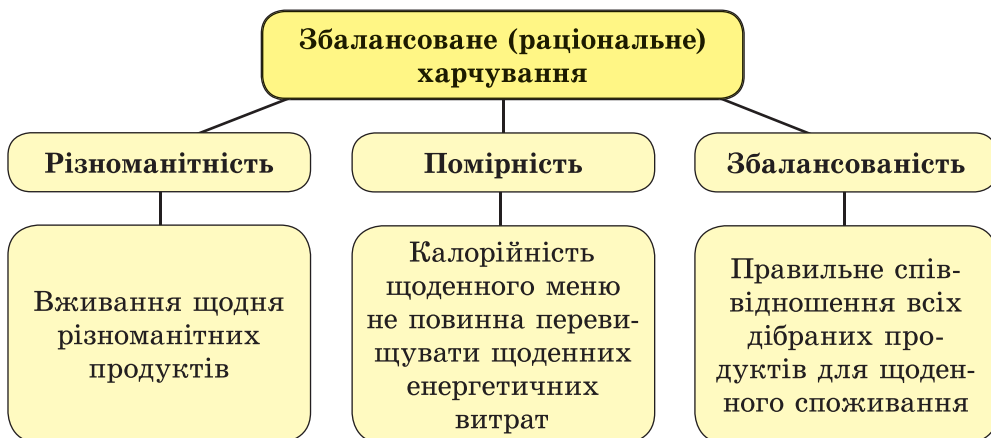 Збалансоване (раціональне)
харчування
Різноманітність
Помірність
Збалансованість
Вживання щодня
різноманітних
продуктів
Калорійність
щоденного меню
не повинна переви-
щувати щоденних
енергетичних
витрат
Правильне спів-
відношення всіх
дібраних про-
дуктів для щоден-
ного споживання